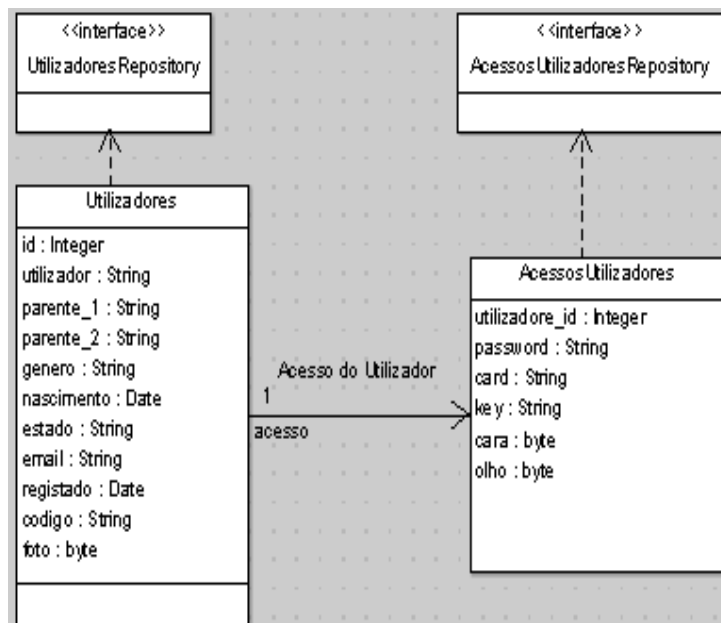 <<interface>>
UtilizadoresRepository
<<interface>>
AcessosUtilizadoresRepository
Utilizadores
id : Integer
utilizador : String
parente_1 : String
parente_2 : String
genero : String
nascimento : Date
estado : String
email : String
registado : Date
codigo : String
foto : byte
Acesso do Utilizador
1
acesso
AcessosUtilizadores
utilizadore_id : Integer
password : String
card : String
key : String
cara : byte
olho : byte